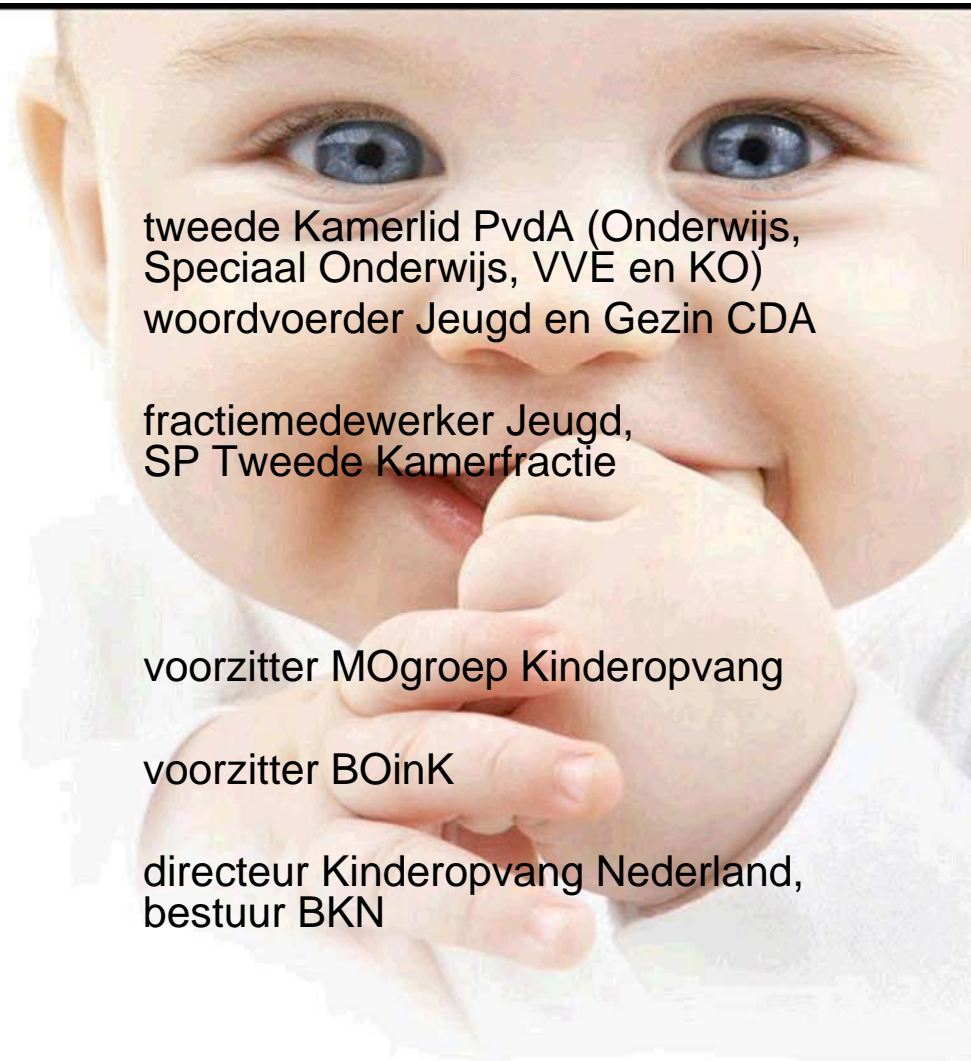 tweede Kamerlid PvdA (Onderwijs,
Speciaal Onderwijs, VVE en KO)
woordvoerder Jeugd en Gezin CDA
fractiemedewerker Jeugd,
SP Tweede Kamerfractie
voorzitter MOgroep Kinderopvang
voorzitter BOinK
directeur Kinderopvang Nederland,
bestuur BKN